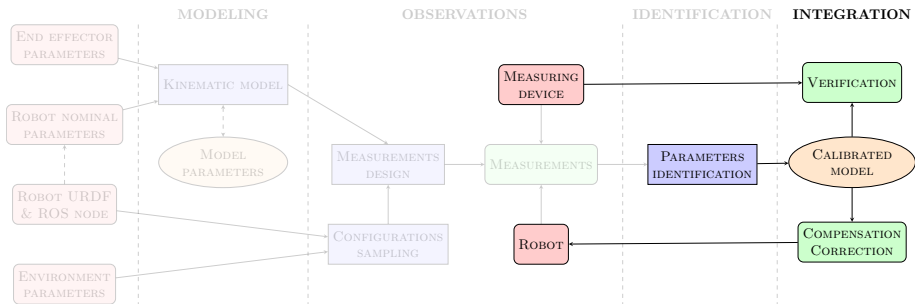 MODELING
OBSERVATIONS
IDENTIFICATION
INTEGRATION
End effector
parameters
Robot nominal
parameters
Robot URDF
& ROS node
Environment
parameters
Kinematic model
Model
parameters
Measurements
design
Configurations
sampling
Measuring
device
Measurements
Robot
Parameters
identification
Verification
Calibrated
model
Compensation
Correction